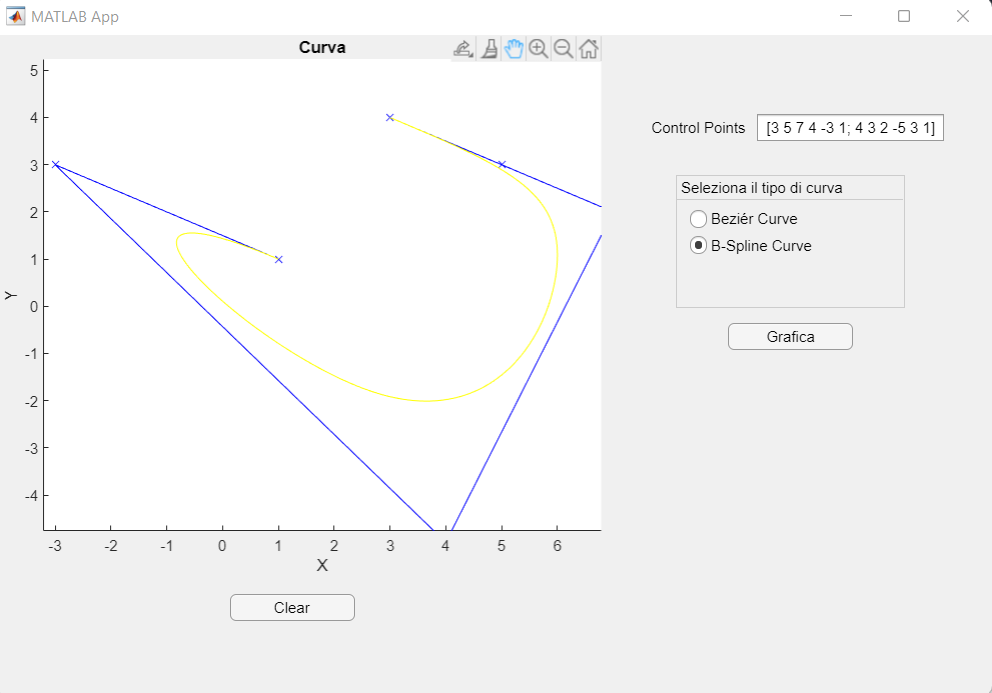 MATLAB App
Curva
5
4
3
2
1
0
-1
-2
-3
-4
Y
-3 -2 -1 0 1 2 3 4 5 6
X
Clear
Control Points [3 5 7 4 -3 1; 4 3 2 -5 3 1]
Seleziona il tipo di curva
Beziér Curve
B-Spline Curve
Grafica